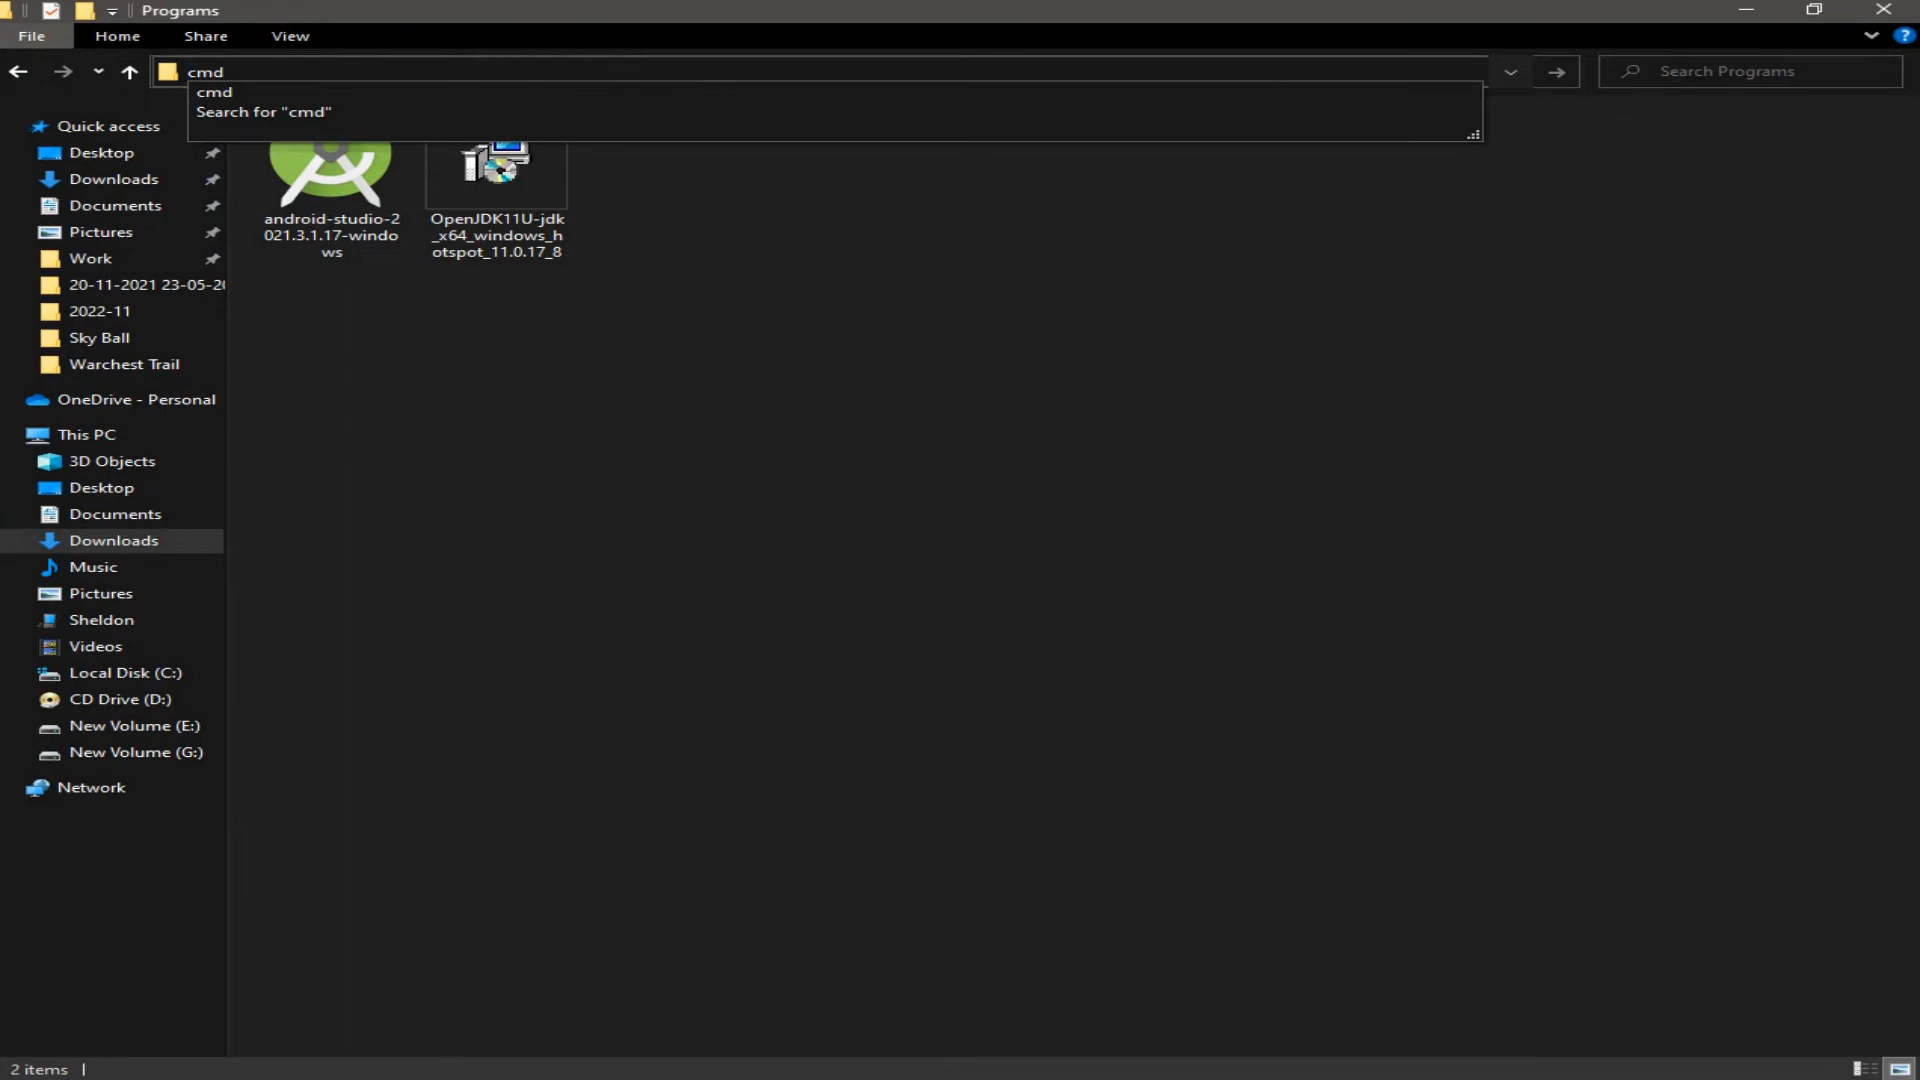 Programs
File Home Share View
cmd
Search Programs
cmd
Search for "cmd"
Quick access
Desktop
Downloads
Documents
Pictures
Work
20-11-2021 23-05-20
2022-11
Sky Ball
Warchest Trail
OneDrive - Personal
This PC
3D Objects
Desktop
Documents
Downloads
Music
Pictures
Sheldon
Videos
Local Disk (C:)
CD Drive (D:)
New Volume (E:)
New Volume (G:)
Network
android-studio-2
021.3.1.17-windo
ws
OpenJDK11U-jdk
_x64_windows_h
otspot_11.0.17_8
2 items